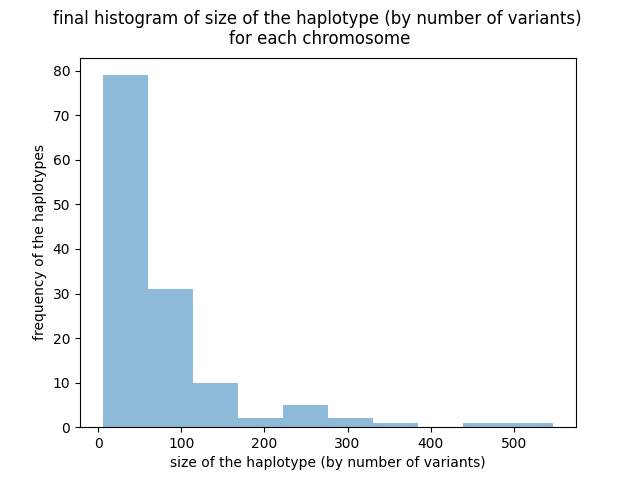 final histogram of size of the haplotype (by number of variants)
for each chromosome
80
70
60
50
40
30
20
10
0
frequency of the haplotypes
0 100 200 300 400 500
size of the haplotype (by number of variants)